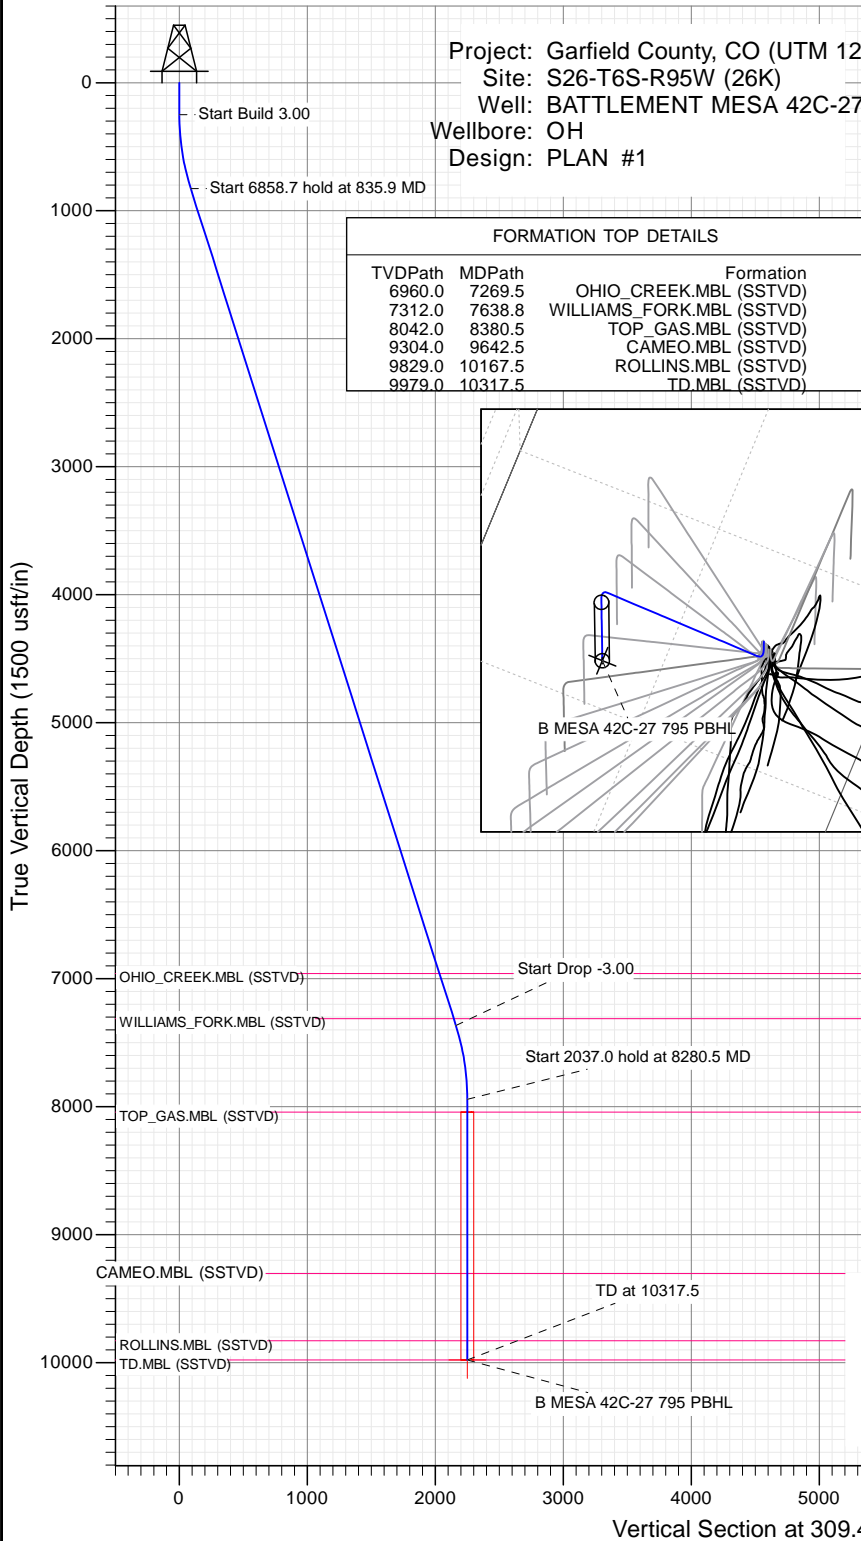 Project: Garfield County, CO (UTM 12
Site: S26-T6S-R95W (26K)
Well: BATTLEMENT MESA 42C-27
Wellbore: OH
Design: PLAN #1
0
Start Build 3.00
Start 6858.7 hold at 835.9 MD
1000
FORMATION TOP DETAILS
TVDPath MDPath Formation
6960.0 7269.5 OHIO_CREEK.MBL (SSTVD)
7312.0 7638.8 WILLIAMS_FORK.MBL (SSTVD)
8042.0 8380.5 TOP_GAS.MBL (SSTVD)
9304.0 9642.5 CAMEO.MBL (SSTVD)
9829.0 10167.5 ROLLINS.MBL (SSTVD)
9979.0 10317.5 TD.MBL (SSTVD)
2000
3000
4000
5000
6000
7000
8000
9000
10000
True Vertical Depth (1500 usft/in)
B MESA 42C-27 795 PBHL
Start Drop -3.00
OHIO_CREEK.MBL (SSTVD)
WILLIAMS_FORK.MBL (SSTVD)
Start 2037.0 hold at 8280.5 MD
TOP_GAS.MBL (SSTVD)
CAMEO.MBL (SSTVD)
TD at 10317.5
ROLLINS.MBL (SSTVD)
TD.MBL (SSTVD)
B MESA 42C-27 795 PBHL
0 1000 2000 3000 4000 5000
Vertical Section at 309.4